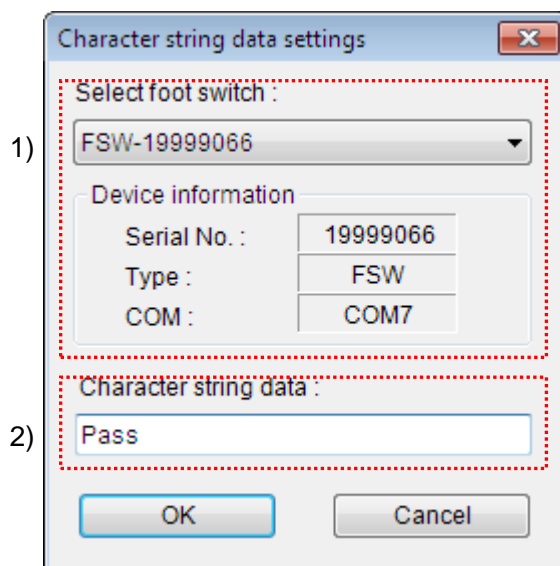 Character string data settings
Select foot switch :
1)
FSW-19999066
Device information
Serial No. : 19999066
Type : FSW
COM : COM7
Character string data :
2)
Pass
OK Cancel